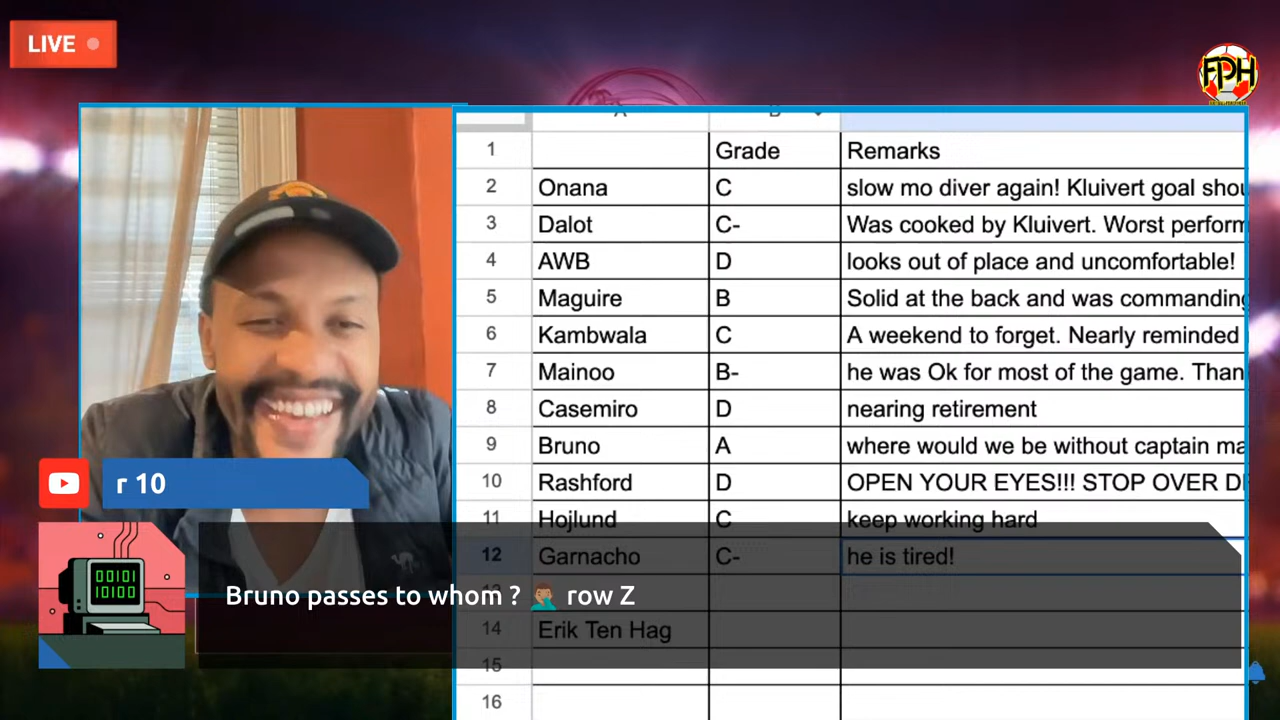 LIVE
FPH
A B
1 Grade Remarks
2 Onana C slow mo diver again! Kluivert goal shou
3 Dalot C- Was cooked by Kluivert. Worst perform
4 AWB D looks out of place and uncomfortable!
5 Maguire B Solid at the back and was commanding
6 Kambwala C A weekend to forget. Nearly reminded
7 Mainoo B- he was Ok for most of the game. Than
8 Casemiro D nearing retirement
9 Bruno A where would we be without captain ma
10 Rashford D OPEN YOUR EYES!!! STOP OVER DR
11 Hojlund C keep working hard
12 Garnacho C- he is tired!
13
14 Erik Ten Hag
15
16
r 10
00101
10100
Bruno passes to whom ? 🤦🏽‍♂️ row Z